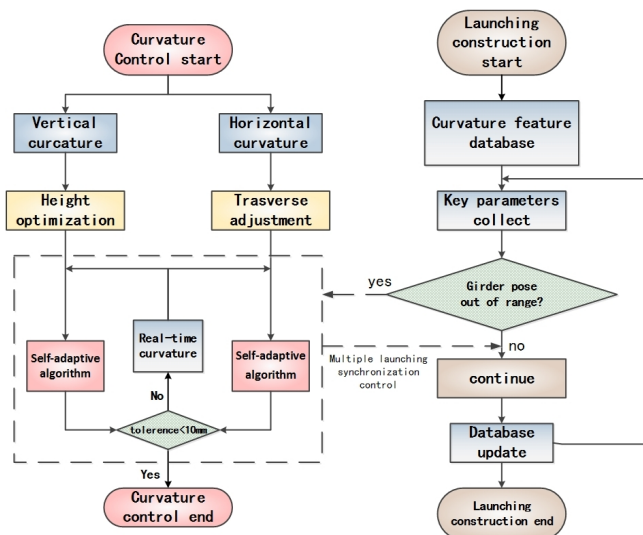 Curvature
Control start
Vertical
curcature
Horizontal
curvature
Height
optimization
Trasverse
adjustment
Self-adaptive
algorithm
Real-time
curvature
Self-adaptive
algorithm
No
tolerence<10mm
Yes
Curvature
control end
Launching
construction
start
Curvature feature
database
Key parameters
collect
Girder pose
out of range?
yes
no
Multiple launching
synchronization
control
continue
Database
update
Launching
construction end